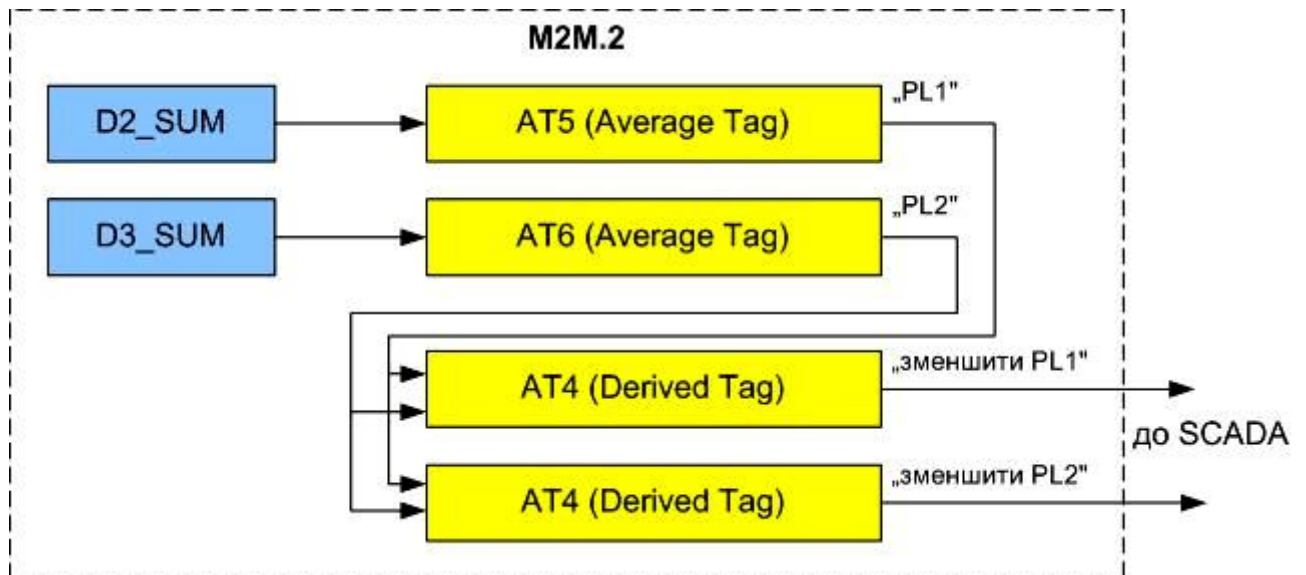 M2M.2
D2_SUM
AT5 (Average Tag)
„PL1"
D3_SUM
AT6 (Average Tag)
„PL2"
AT4 (Derived Tag)
„зменшити PL1"
до SCADA
AT4 (Derived Tag)
„зменшити PL2"